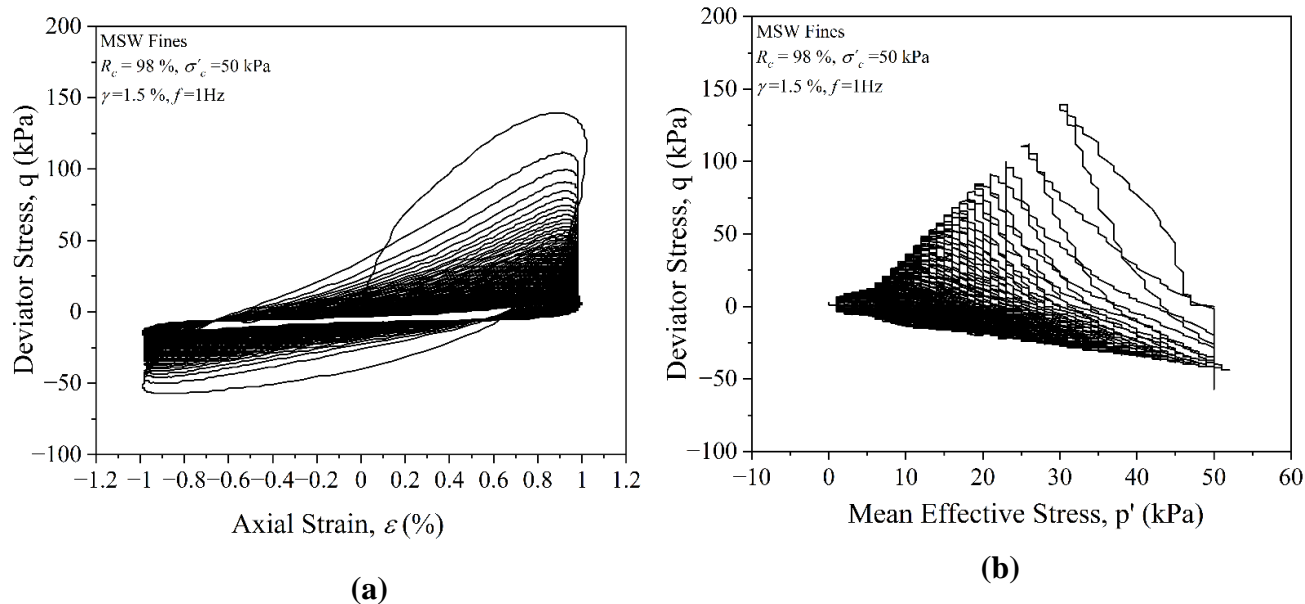 MSW Fines
R_c = 98 %, σ'_c =50 kPa
γ=1.5 %, f=1Hz
200
150
100
50
0
−50
−100
Deviator Stress, q (kPa)
−1.2 −1 −0.8 −0.6 −0.4 −0.2 0 0.2 0.4 0.6 0.8 1 1.2
Axial Strain, ε (%)
(a)
MSW Fines
R_c = 98 %, σ'_c =50 kPa
γ=1.5 %, f=1Hz
200
150
100
50
0
−50
−100
Deviator Stress, q (kPa)
−10 0 10 20 30 40 50 60
Mean Effective Stress, p' (kPa)
(b)